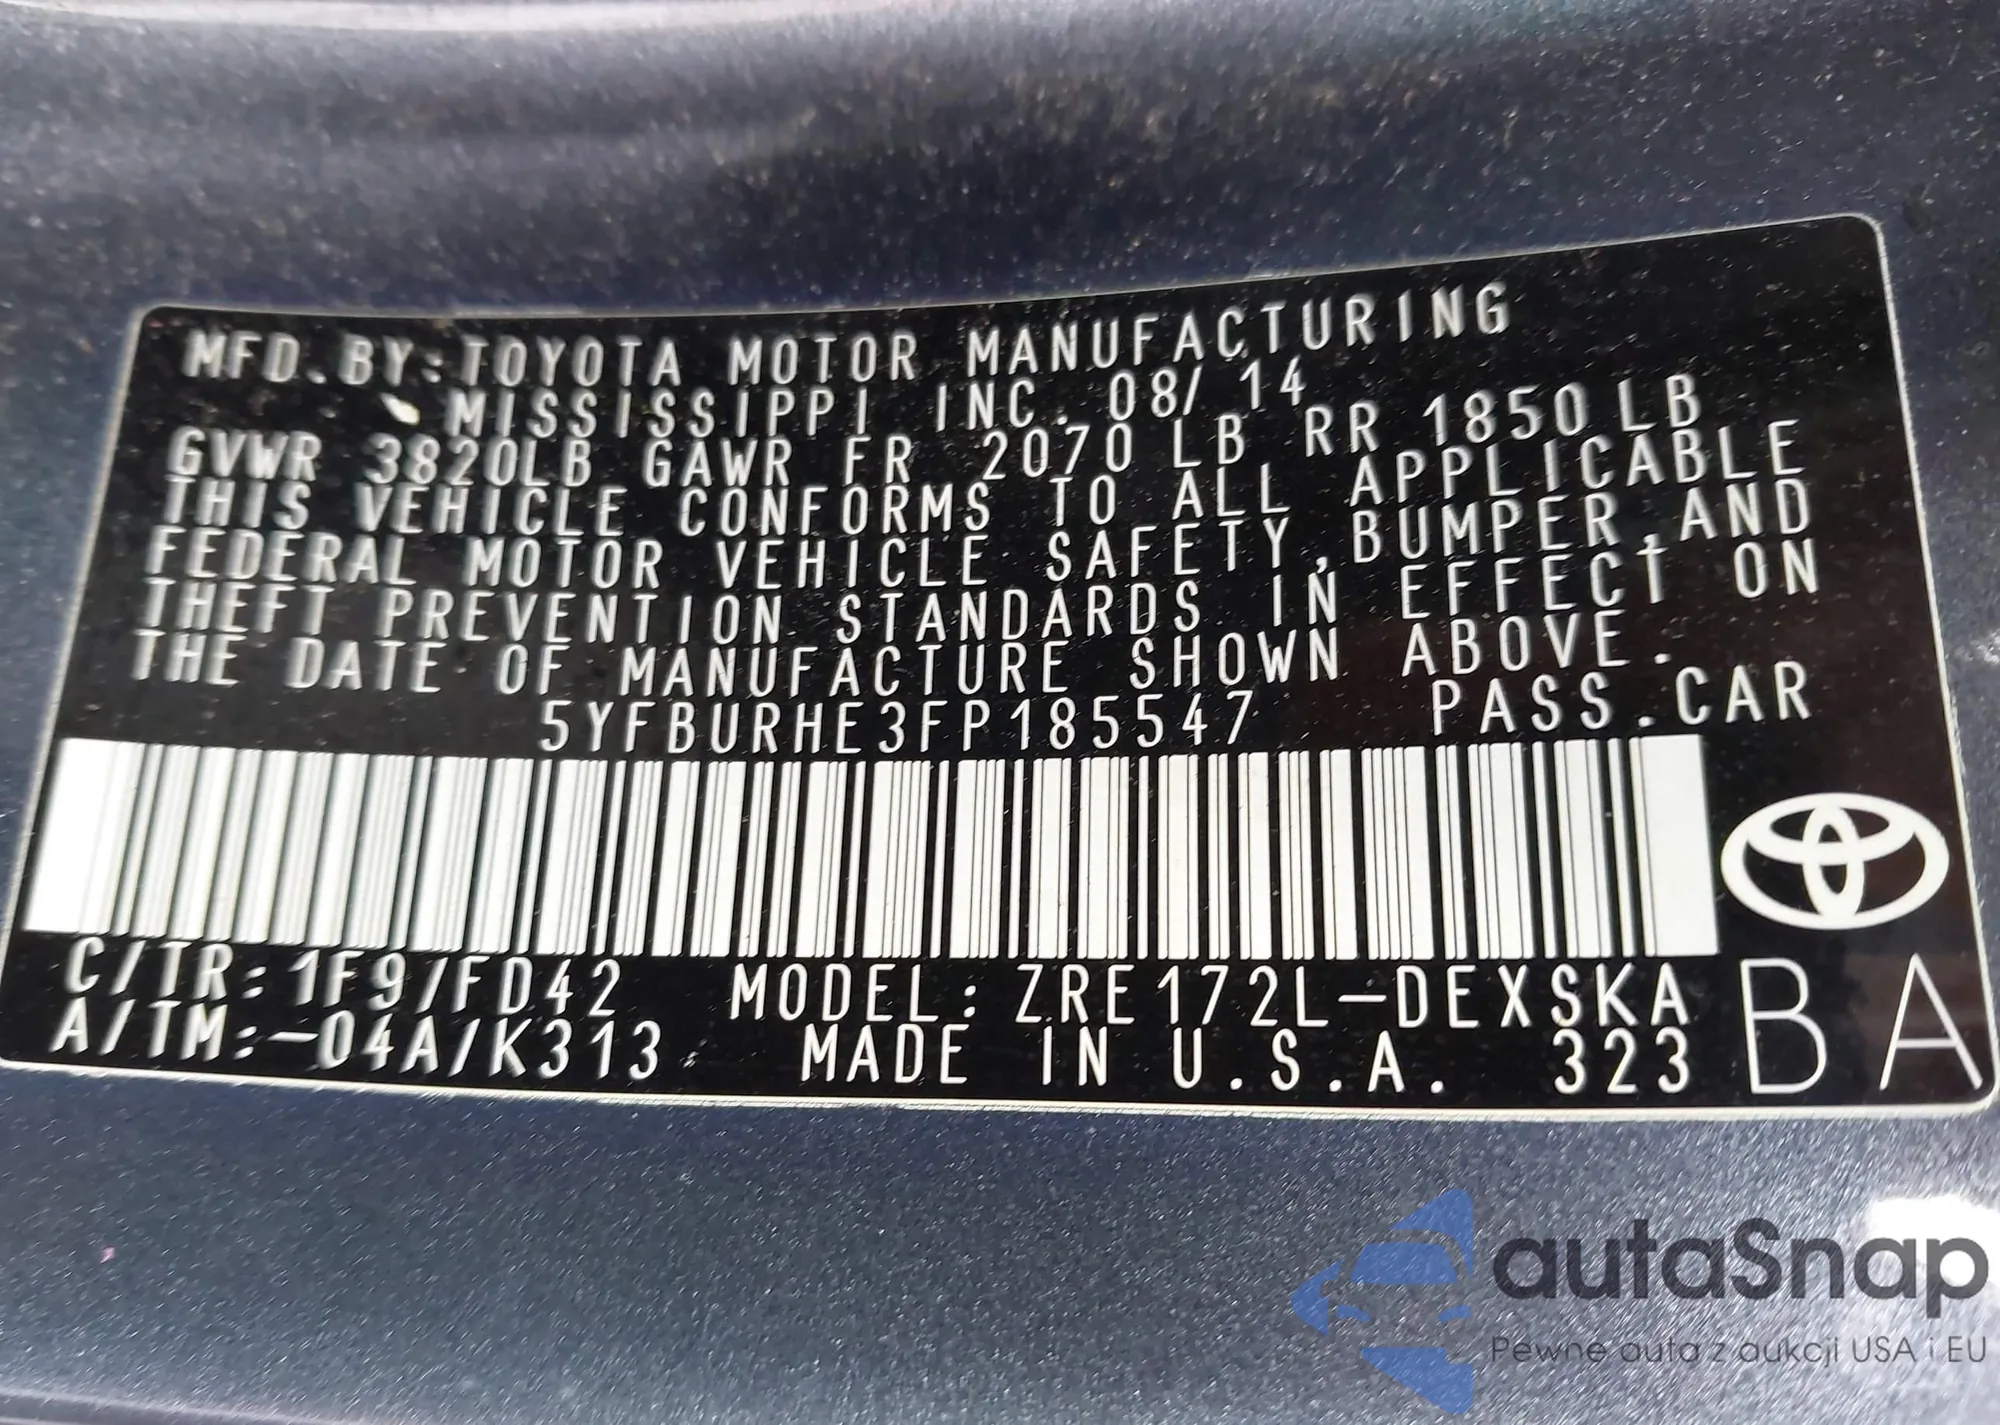 MFD.BY:TOYOTA MOTOR MANUFACTURING
MISSISSIPPI INC. 08/14
GVWR 3820LB GAWR FR 2070 LB RR 1850LB
THIS VEHICLE CONFORMS TO ALL APPLICABLE
FEDERAL MOTOR VEHICLE SAFETY,BUMPER,AND
THEFT PREVENTION STANDARDS IN EFFECT ON
THE DATE OF MANUFACTURE SHOWN ABOVE.
5YFBURHE3FP185547 PASS.CAR
C/TR:1F9/FD42 MODEL:ZRE172L-DEXSKA
A/TM:-04A/K313 MADE IN U.S.A. 323
BA
autaSnap
Pewne auta z aukcji USA i EU